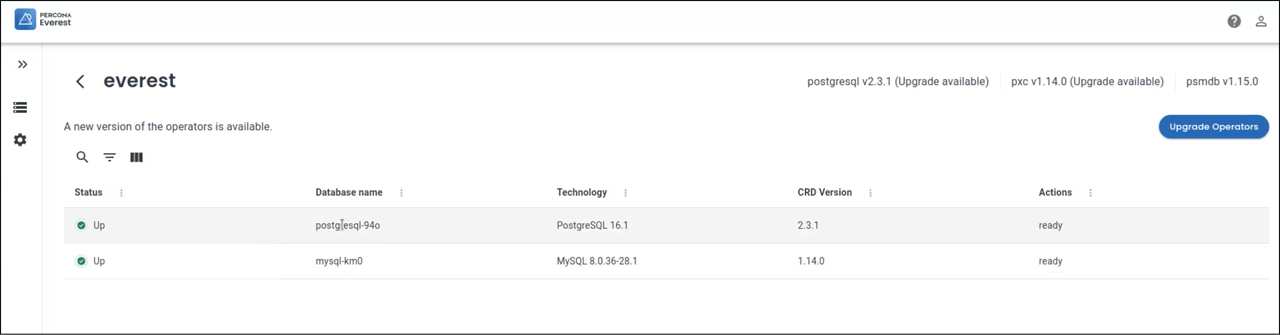 PERCONA
Everest
everest
postgresql v2.3.1 (Upgrade available) pxc v1.14.0 (Upgrade available) psmdb v1.15.0
A new version of the operators is available.
Upgrade Operators
Status Database name Technology CRD Version Actions
Up postgresql-94o PostgreSQL 16.1 2.3.1 ready
Up mysql-km0 MySQL 8.0.36-28.1 1.14.0 ready